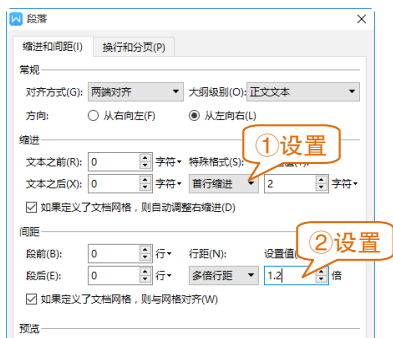 段落
缩进和间距(I) 换行和分页(P)
常规
对齐方式(G): 两端对齐 大纲级别(O): 正文文本
方向: 从右向左(F) 从左向右(L)
①设置
缩进
文本之前(R): 0 字符 特殊格式(S):
文本之后(X): 0 字符 首行缩进 2 字符
如果定义了文档网格，则自动调整右缩进(D)
间距
②设置
段前(B): 0 行 行距(N): 设置值
段后(E): 0 行 多倍行距 1.2 倍
如果定义了文档网格，则与网格对齐(W)
预览